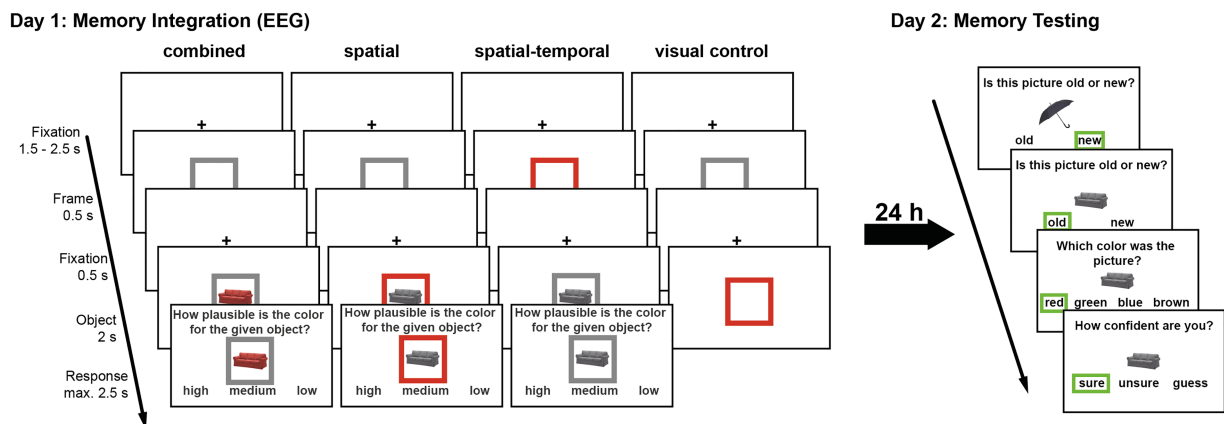 Day 1: Memory Integration (EEG)
combined
spatial
spatial-temporal
visual control
Fixation
1.5 - 2.5 s
+
+
+
+
Frame
0.5 s
Fixation
0.5 s
+
+
+
+
Object
2 s
Response
max. 2.5 s
How plausible is the color
for the given object?
high medium low
How plausible is the color
for the given object?
high medium low
How plausible is the color
for the given object?
high medium low
24 h
Day 2: Memory Testing
Is this picture old or new?
old new
Is this picture old or new?
old new
Which color was the
picture?
red green blue brown
How confident are you?
sure unsure guess